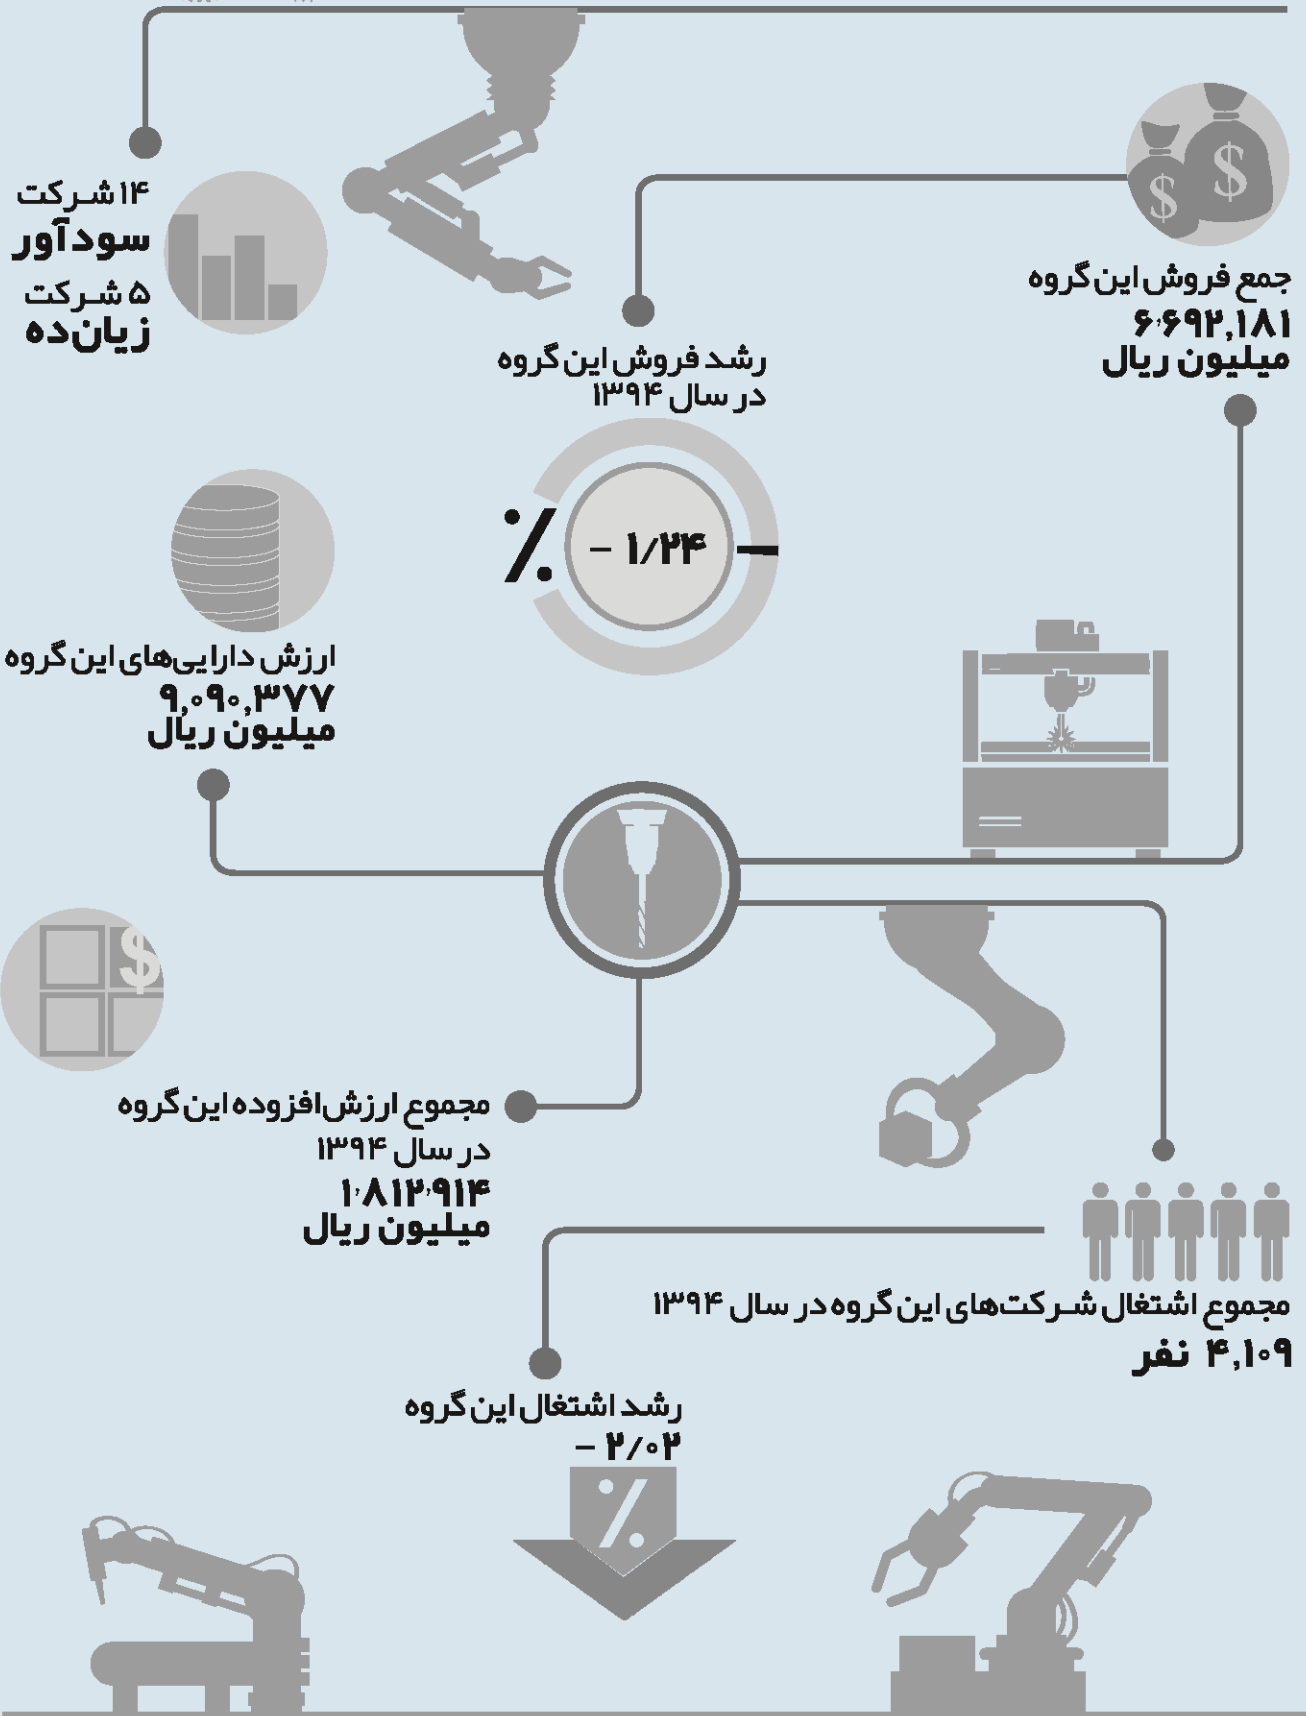 ۱۴ شرکت
سودآور
۵ شرکت
زیان‌ده
جمع فروش این گروه
۶,۶۹۲,۱۸۱
میلیون ریال
رشد فروش این گروه
در سال ۱۳۹۴
٪
− ۱/۲۴
ارزش دارایی‌های این گروه
۹,۰۹۰,۳۷۷
میلیون ریال
مجموع ارزش‌افزوده این گروه
در سال ۱۳۹۴
۱,۸۱۲,۹۱۴
میلیون ریال
مجموع اشتغال شرکت‌های این گروه در سال ۱۳۹۴
۴,۱۰۹ نفر
رشد اشتغال این گروه
− ۲/۰۲
٪